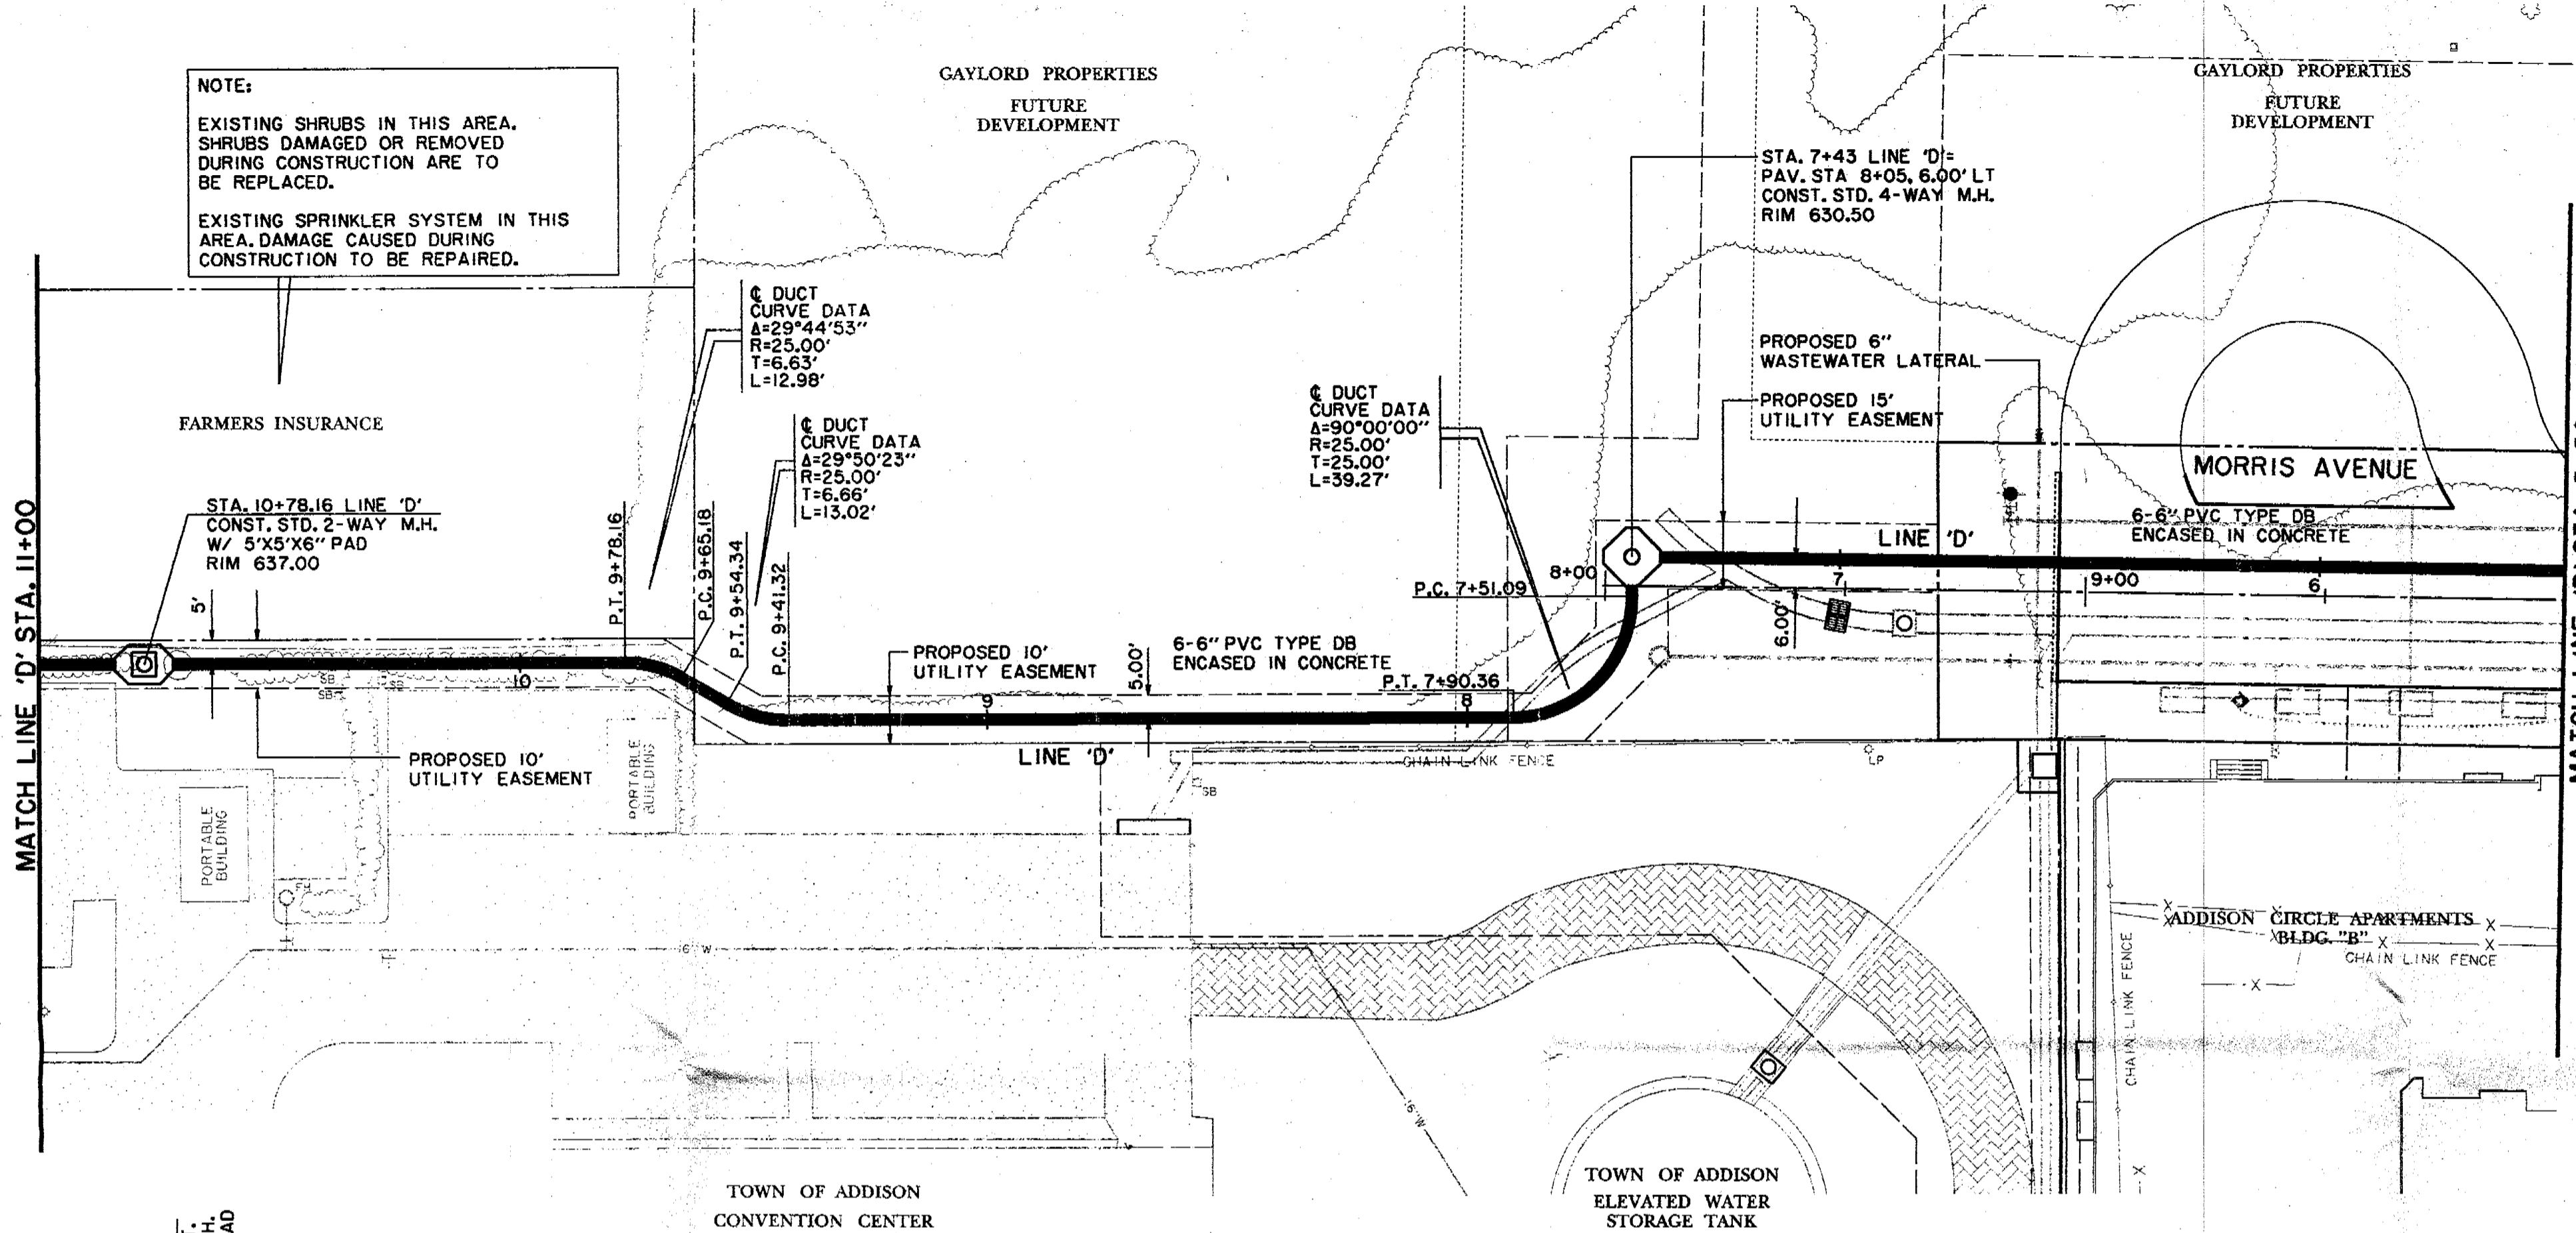 GAYLORD PROPERTIES
FUTURE
DEVELOPMENT
GAYLORD PROPERTIES
FUTURE
DEVELOPMENT
NOTE:
EXISTING SHRUBS IN THIS AREA.
SHRUBS DAMAGED OR REMOVED
DURING CONSTRUCTION ARE TO
BE REPLACED.
EXISTING SPRINKLER SYSTEM IN THIS
AREA. DAMAGE CAUSED DURING
CONSTRUCTION TO BE REPAIRED.
STA. 7+43 LINE 'D'=
PAV. STA 8+05, 6.00' LT
CONST. STD. 4-WAY M.H.
RIM 630.50
℄ DUCT
CURVE DATA
Δ=29°44'53"
R=25.00'
T=6.63'
L=12.98'
℄ DUCT
CURVE DATA
Δ=29°50'23"
R=25.00'
T=6.66'
L=13.02'
℄ DUCT
CURVE DATA
Δ=90°00'00"
R=25.00'
T=25.00'
L=39.27'
PROPOSED 6"
WASTEWATER LATERAL
PROPOSED 15'
UTILITY EASEMENT
FARMERS INSURANCE
MORRIS AVENUE
STA. 10+78.16 LINE 'D'
CONST. STD. 2-WAY M.H.
W/ 5'X5'X6" PAD
RIM 637.00
MATCH LINE 'D' STA. 11+00
5'
P.T. 9+78.16
P.C. 9+65.18
P.T. 9+54.34
P.C. 9+41.32
6-6" PVC TYPE DB
ENCASED IN CONCRETE
LINE 'D'
8+00
P.C. 7+51.09
7
9+00
6
6.00'
PROPOSED 10'
UTILITY EASEMENT
5.00'
6-6" PVC TYPE DB
ENCASED IN CONCRETE
P.T. 7+90.36
SB
SB
SB
10
9
8
LINE 'D'
CHAIN LINK FENCE
LP
SB
PROPOSED 10'
UTILITY EASEMENT
PORTABLE
BUILDING
PORTABLE
BUILDING
FH
6" W
6" W
X
X
X
X
X
X
X
X
ADDISON CIRCLE APARTMENTS
BLDG. "B"
CHAIN LINK FENCE
CHAIN LINK FENCE
TOWN OF ADDISON
CONVENTION CENTER
TOWN OF ADDISON
ELEVATED WATER
STORAGE TANK